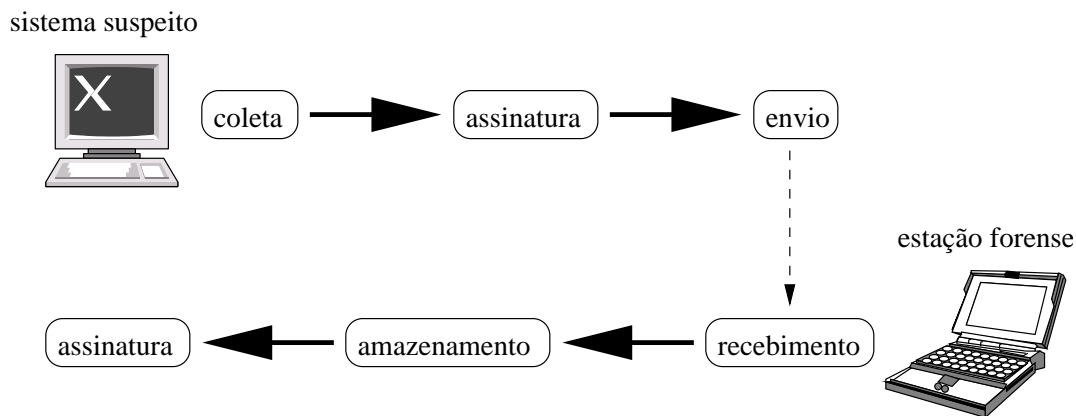 sistema suspeito
X
coleta
assinatura
envio
estação forense
assinatura
amazenamento
recebimento